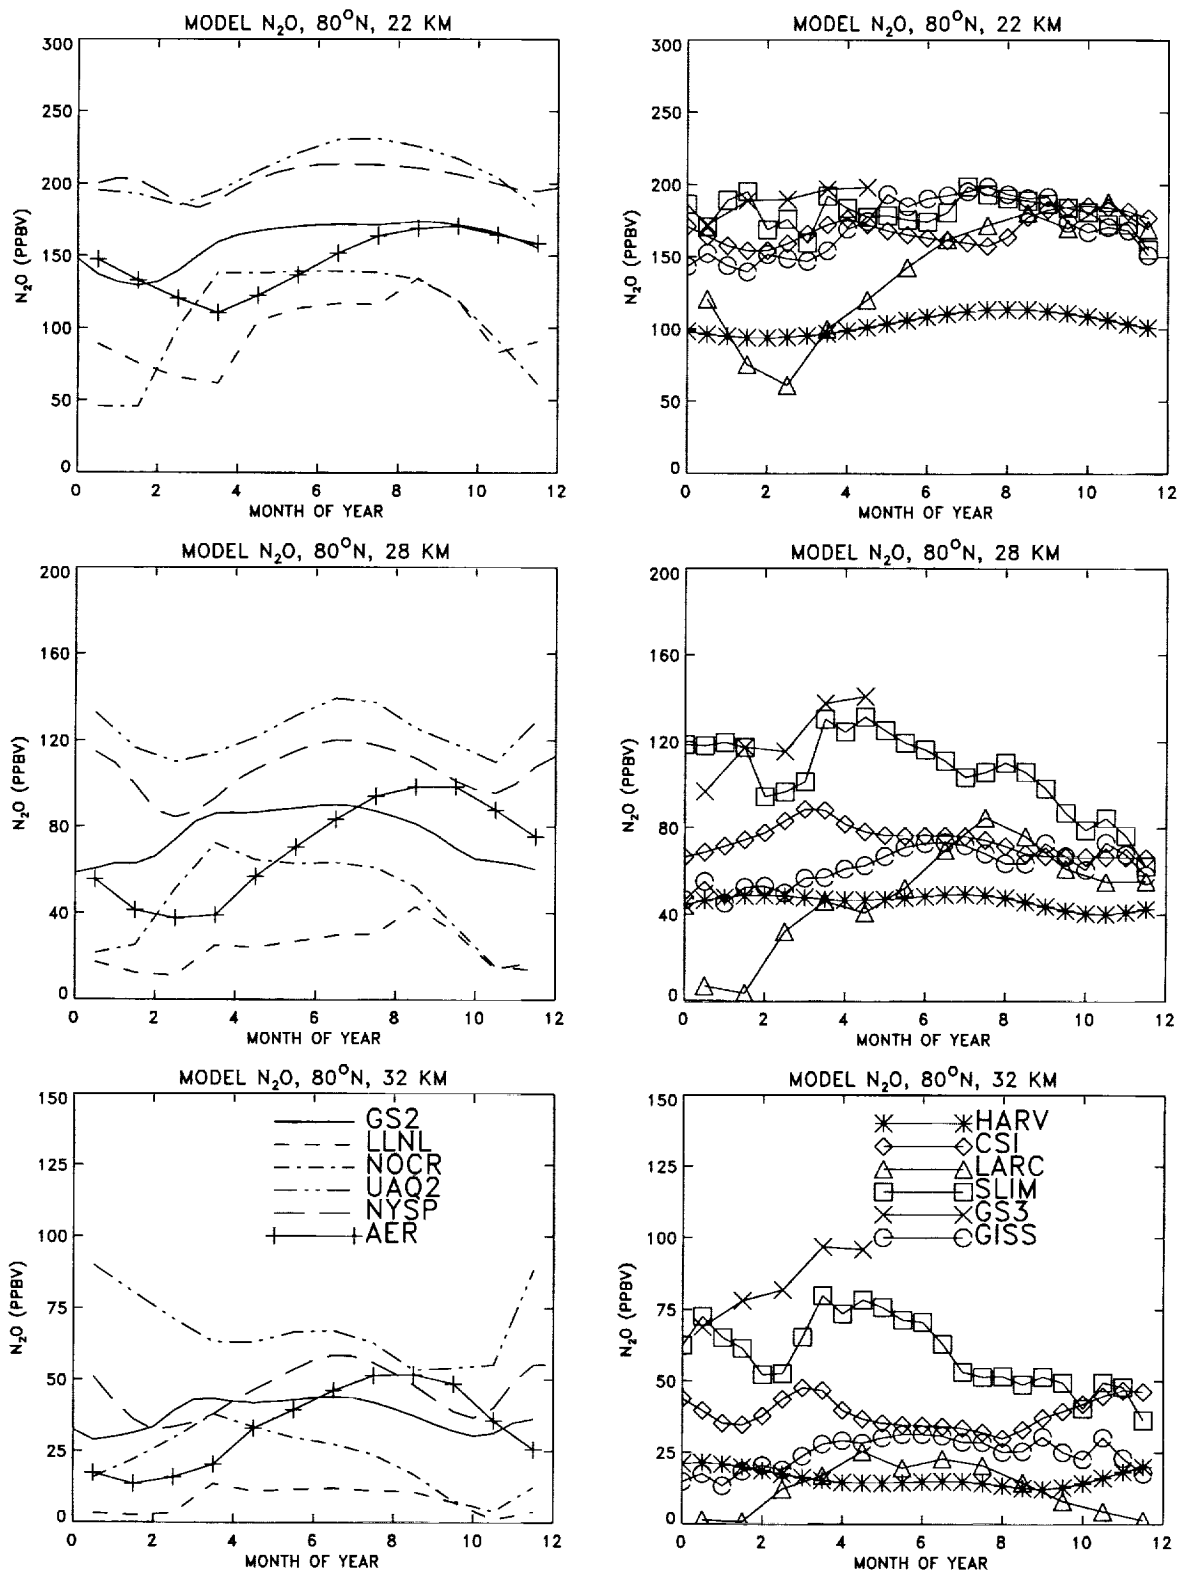 MODEL N₂O, 80°N, 22 KM
300
250
200
150
100
50
0
N₂O (PPBV)
0 2 4 6 8 10 12
MONTH OF YEAR
MODEL N₂O, 80°N, 22 KM
300
250
200
150
100
50
0
N₂O (PPBV)
0 2 4 6 8 10 12
MONTH OF YEAR
MODEL N₂O, 80°N, 28 KM
200
160
120
80
40
0
N₂O (PPBV)
0 2 4 6 8 10 12
MONTH OF YEAR
MODEL N₂O, 80°N, 28 KM
200
160
120
80
40
0
N₂O (PPBV)
0 2 4 6 8 10 12
MONTH OF YEAR
MODEL N₂O, 80°N, 32 KM
150
125
100
75
50
25
0
N₂O (PPBV)
GS2
LLNL
NOCR
UAQ2
NYSP
AER
0 2 4 6 8 10 12
MONTH OF YEAR
MODEL N₂O, 80°N, 32 KM
150
125
100
75
50
25
0
N₂O (PPBV)
HARV
CSI
LARC
SLIM
GS3
GISS
0 2 4 6 8 10 12
MONTH OF YEAR